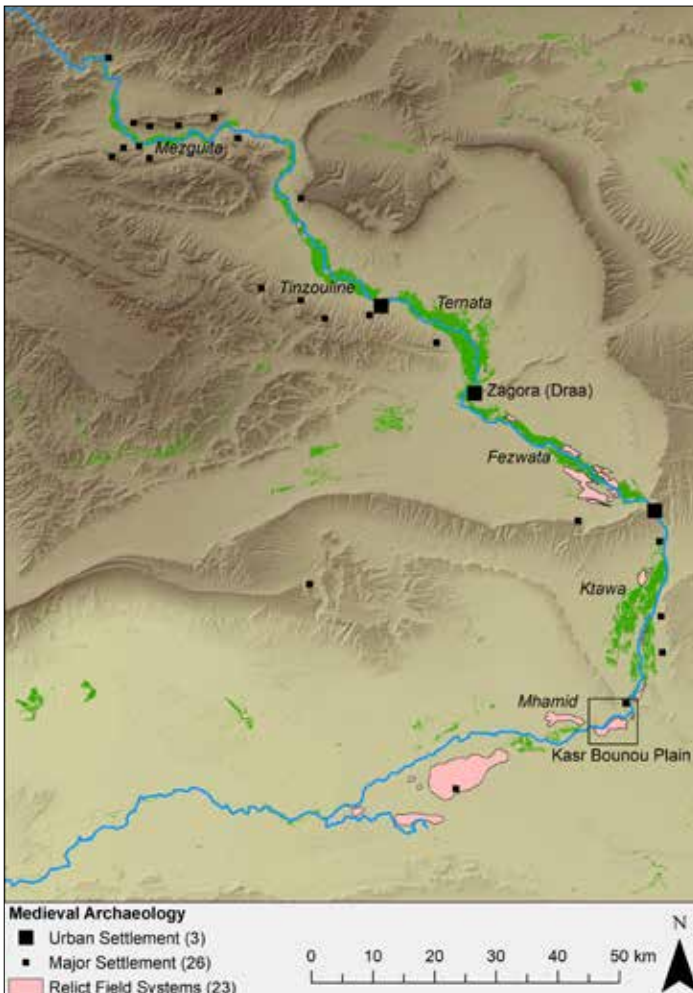 Mezguita
Tinzouline
Ternata
Zagora (Draa)
Fezwata
Ktawa
Mhamid
Kasr Bounou Plain
Medieval Archaeology
Urban Settlement (3)
Major Settlement (26)
Relict Field Systems (23)
0 10 20 30 40 50 km
N